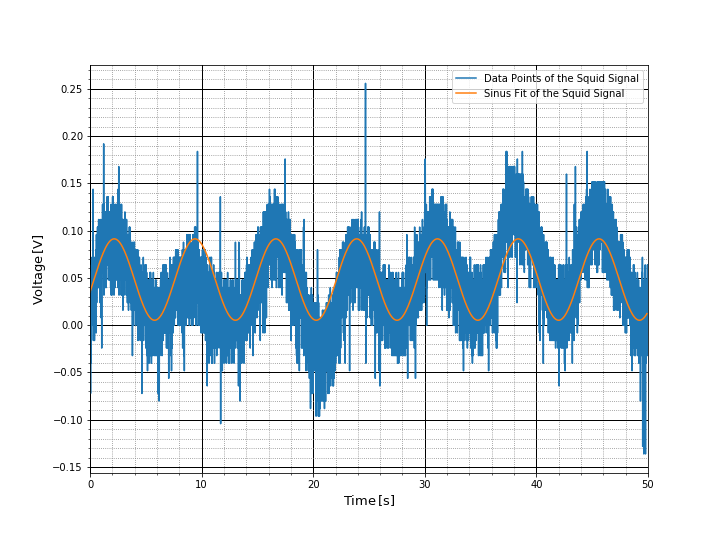 Data Points of the Squid Signal
Sinus Fit of the Squid Signal
0.25
0.20
0.15
0.10
0.05
0.00
−0.05
−0.10
−0.15
Voltage [V]
0 10 20 30 40 50
Time [s]